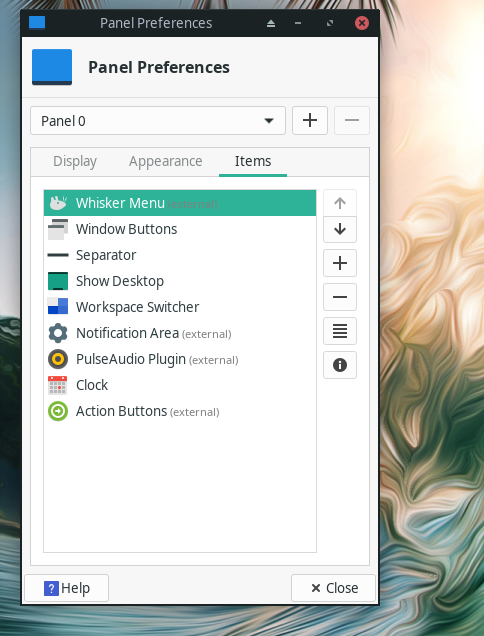 Panel Preferences
Panel Preferences
Panel 0
Display Appearance Items
Whisker Menu (external)
Window Buttons
Separator
Show Desktop
Workspace Switcher
Notification Area (external)
PulseAudio Plugin (external)
Clock
Action Buttons (external)
Help Close